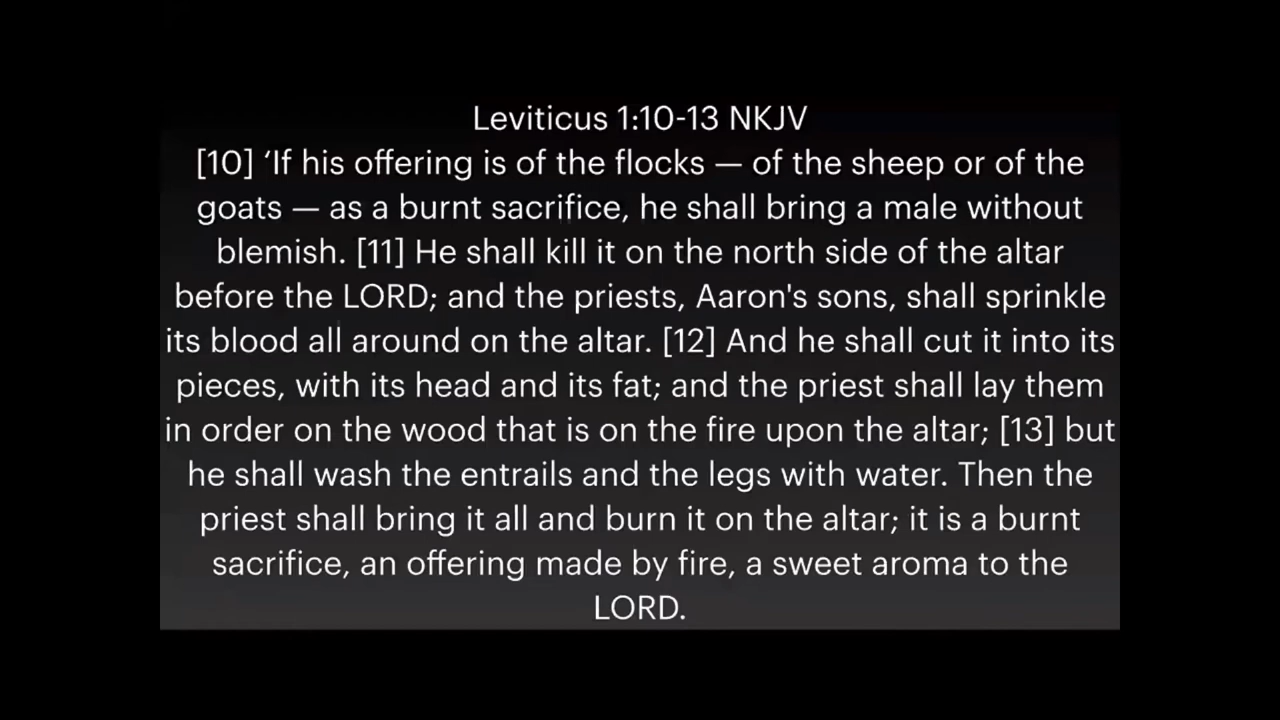 Leviticus 1:10-13 NKJV
[10] ‘If his offering is of the flocks — of the sheep or of the
goats — as a burnt sacrifice, he shall bring a male without
blemish. [11] He shall kill it on the north side of the altar
before the LORD; and the priests, Aaron's sons, shall sprinkle
its blood all around on the altar. [12] And he shall cut it into its
pieces, with its head and its fat; and the priest shall lay them
in order on the wood that is on the fire upon the altar; [13] but
he shall wash the entrails and the legs with water. Then the
priest shall bring it all and burn it on the altar; it is a burnt
sacrifice, an offering made by fire, a sweet aroma to the
LORD.